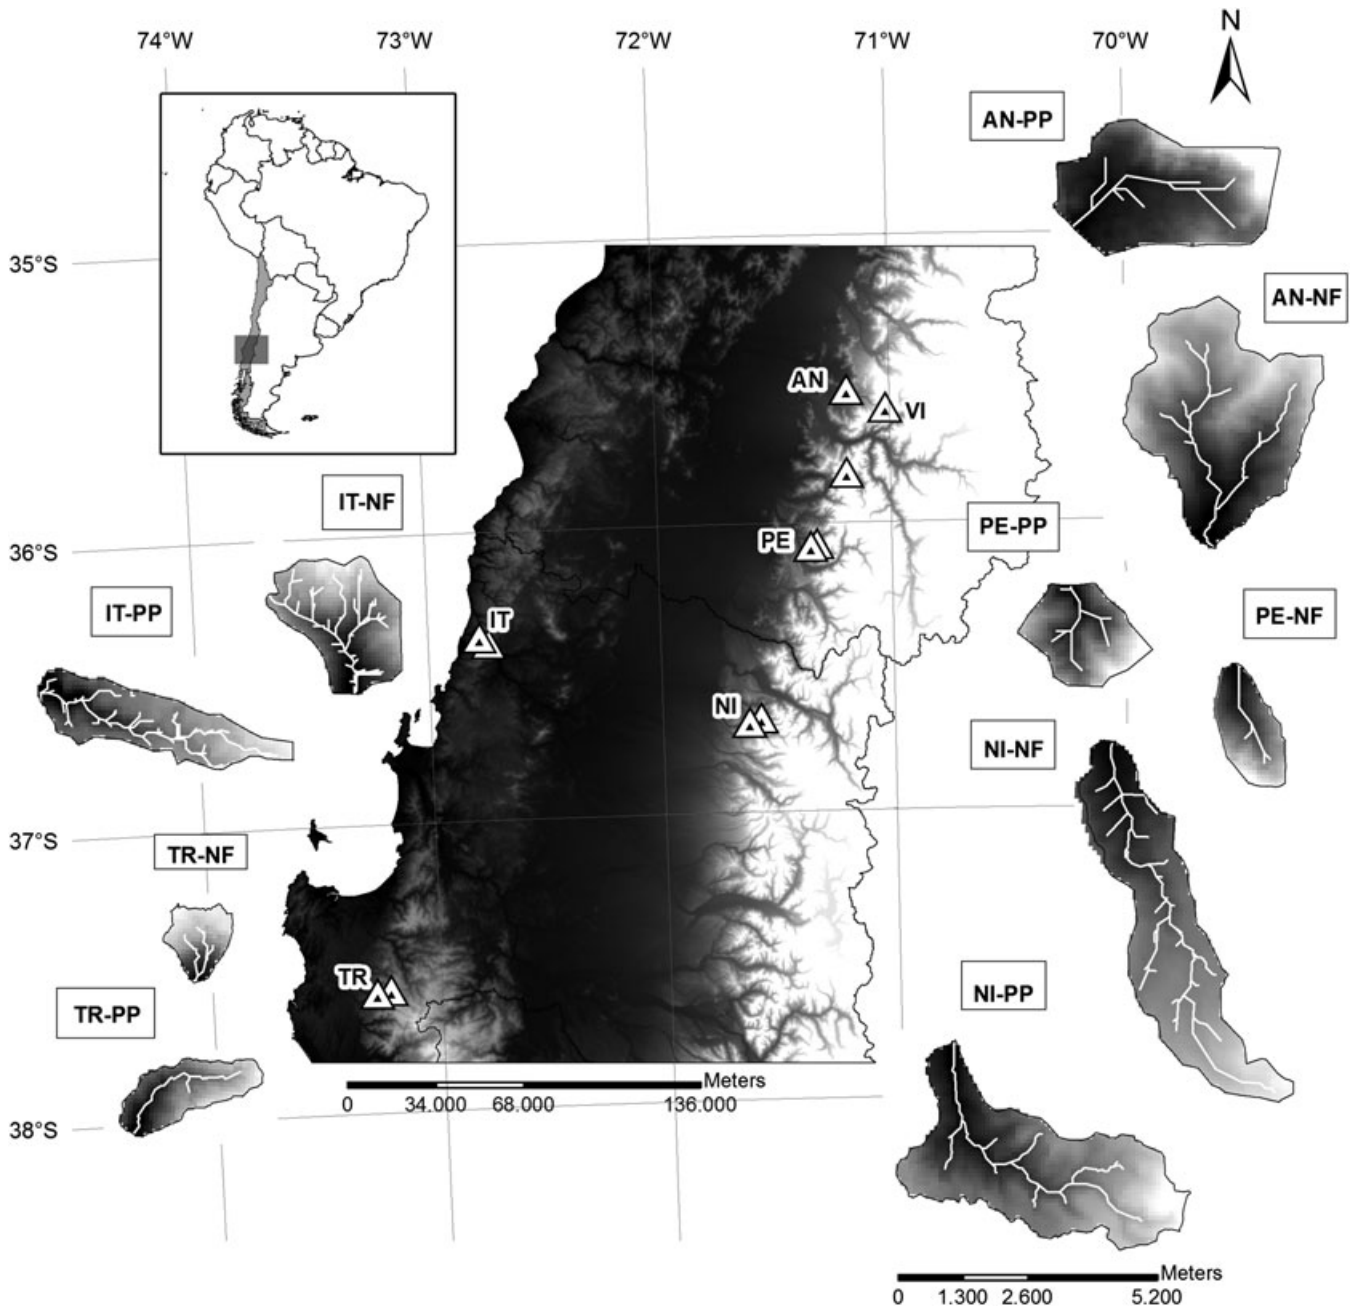 74°W 73°W 72°W 71°W 70°W
N
AN-PP
35°S
AN-NF
AN
VI
IT-NF
PE-PP
PE
36°S
IT-PP
PE-NF
IT
NI
NI-NF
37°S
TR-NF
TR
NI-PP
TR-PP
Meters
0 34.000 68.000 136.000
38°S
Meters
0 1.300 2.600 5.200